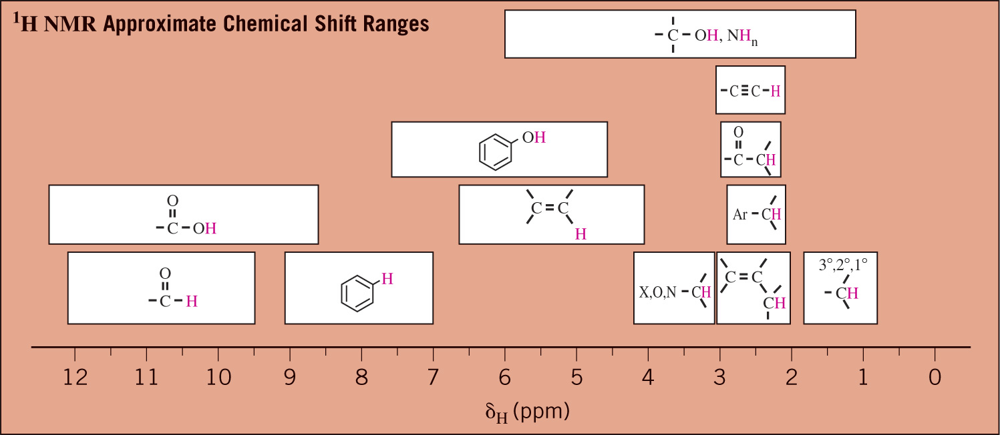 ¹H NMR Approximate Chemical Shift Ranges
C OH, NHₙ
C≡C H
OH
O
C CH
O
C OH
C=C
H
Ar CH
O
C H
H
X,O,N CH
C=C
CH
3°,2°,1°
CH
12 11 10 9 8 7 6 5 4 3 2 1 0
δH (ppm)